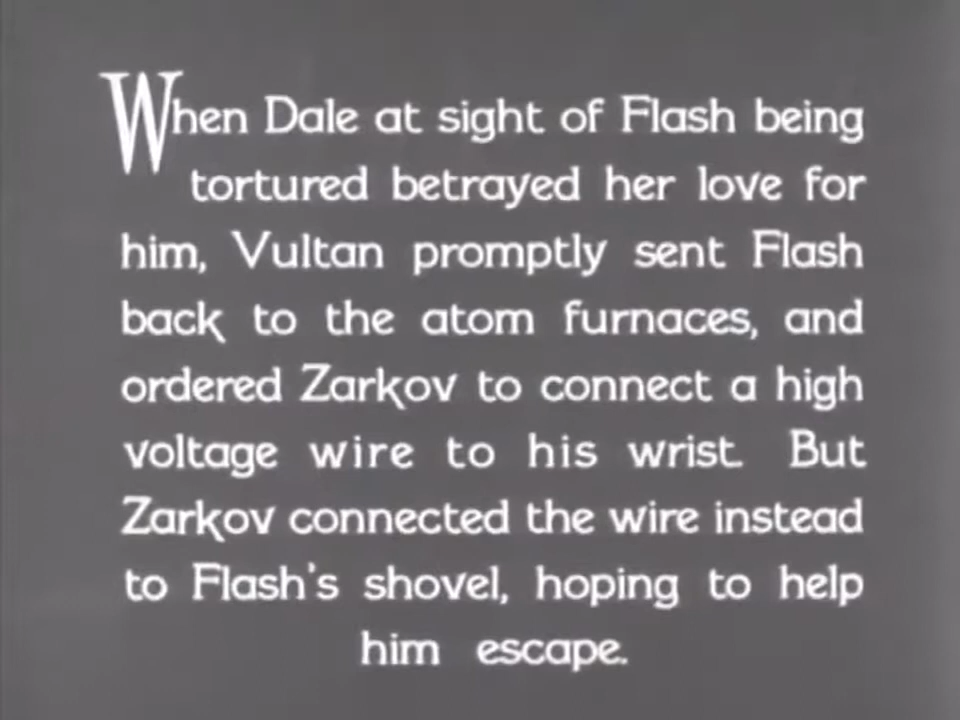 When Dale at sight of Flash being
tortured betrayed her love for
him, Vultan promptly sent Flash
back to the atom furnaces, and
ordered Zarkov to connect a high
voltage wire to his wrist. But
Zarkov connected the wire instead
to Flash's shovel, hoping to help
him escape.